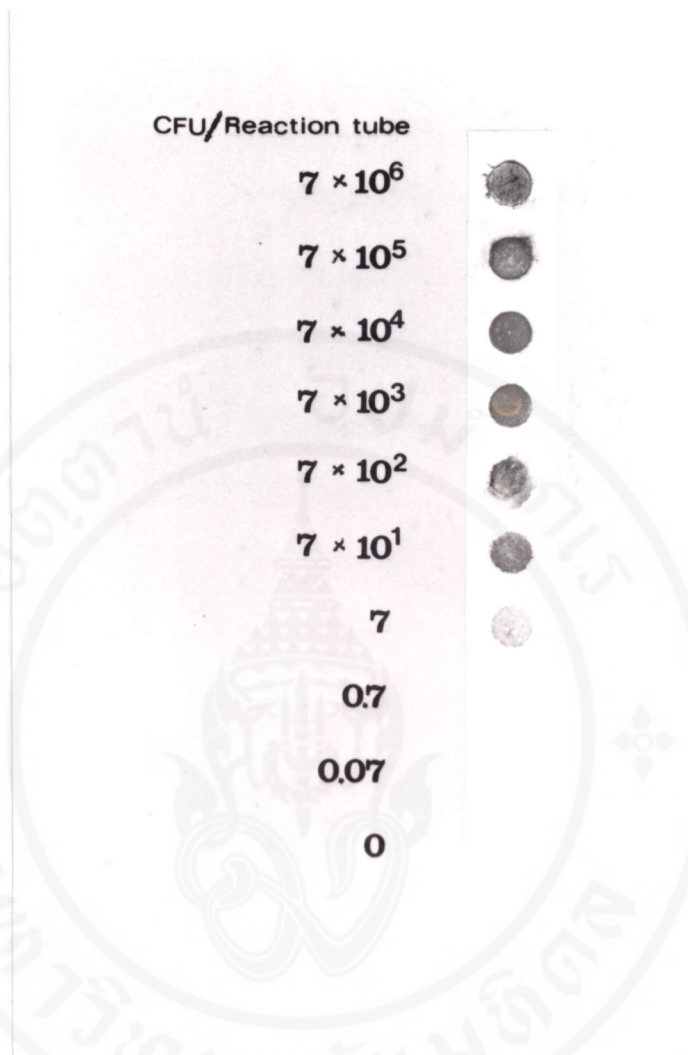 CFU/Reaction tube
7 × 10⁶
7 × 10⁵
7 × 10⁴
7 × 10³
7 × 10²
7 × 10¹
7
0.7
0.07
0